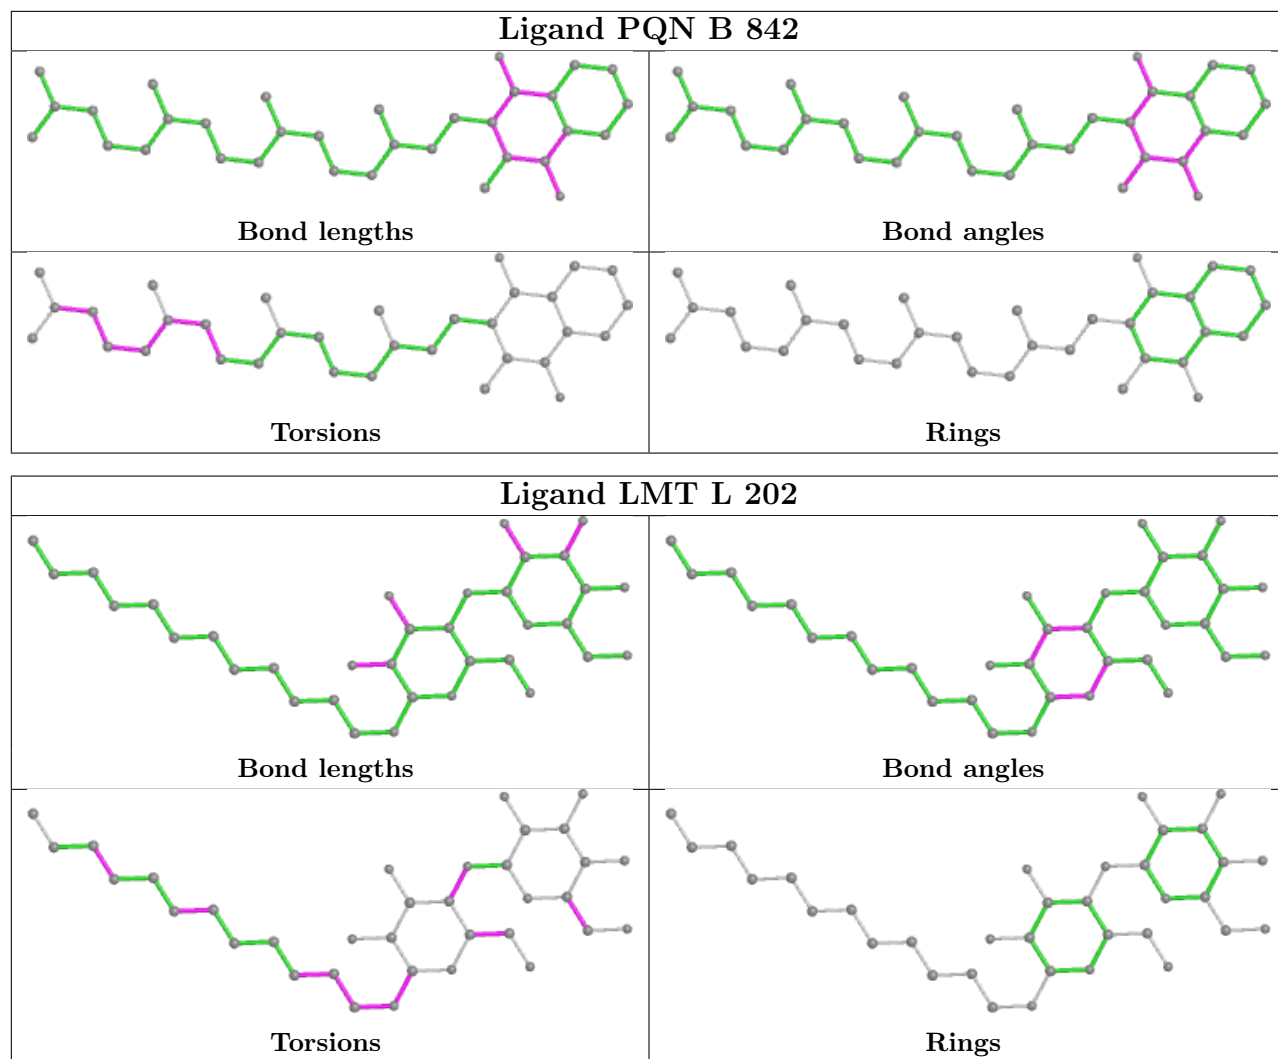 Ligand PQN B 842
Bond lengths
Bond angles
Torsions
Rings
Ligand LMT L 202
Bond lengths
Bond angles
Torsions
Rings